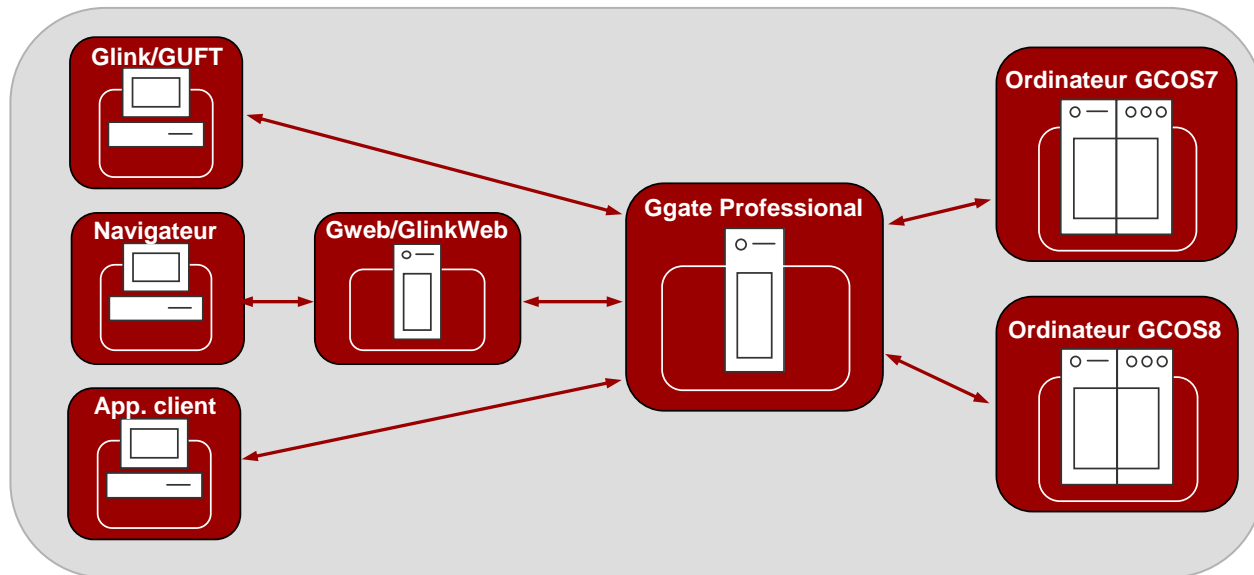 Glink/GUFT
Navigateur
App. client
Gweb/GlinkWeb
Ggate Professional
Ordinateur GCOS7
Ordinateur GCOS8